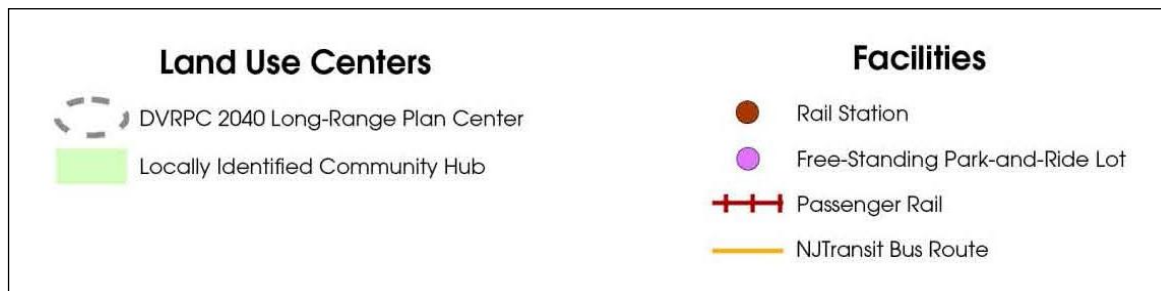 Land Use Centers
DVRPC 2040 Long-Range Plan Center
Locally Identified Community Hub
Facilities
Rail Station
Free-Standing Park-and-Ride Lot
Passenger Rail
NJTransit Bus Route